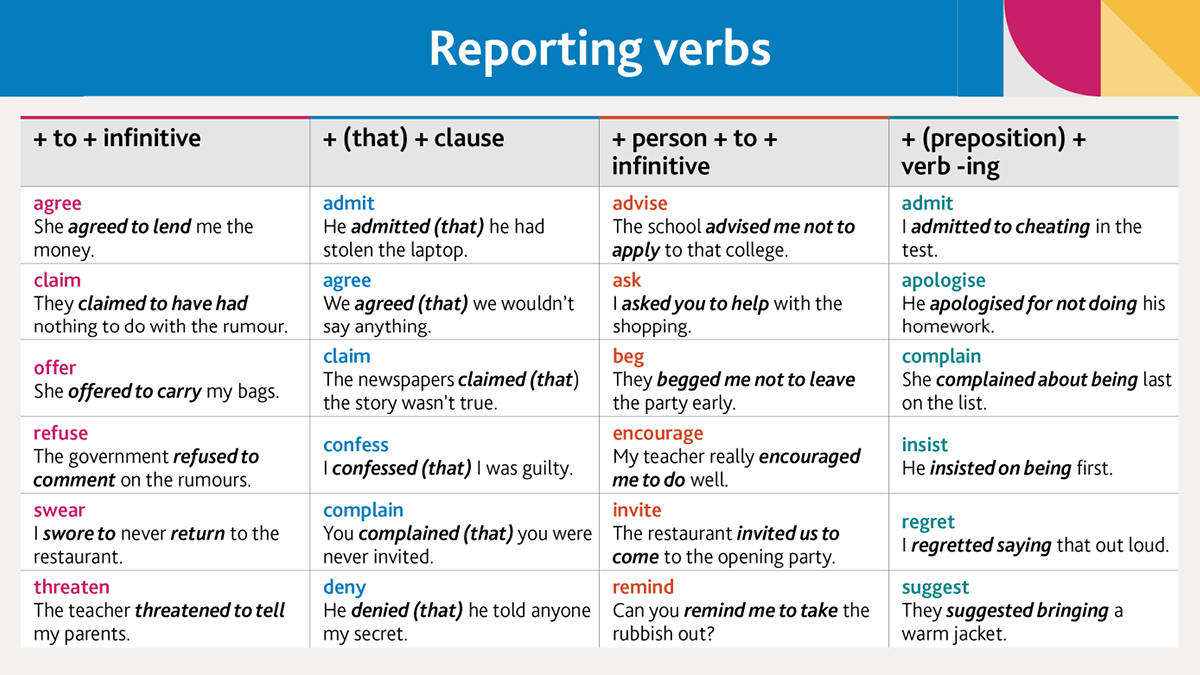 Reporting verbs
+ to + infinitive
+ (that) + clause
+ person + to +
infinitive
+ (preposition) +
verb -ing
agree
She agreed to lend me the
money.
admit
He admitted (that) he had
stolen the laptop.
advise
The school advised me not to
apply to that college.
admit
I admitted to cheating in the
test.
claim
They claimed to have had
nothing to do with the rumour.
agree
We agreed (that) we wouldn't
say anything.
ask
I asked you to help with the
shopping.
apologise
He apologised for not doing his
homework.
offer
She offered to carry my bags.
claim
The newspapers claimed (that)
the story wasn't true.
beg
They begged me not to leave
the party early.
complain
She complained about being last
on the list.
refuse
The government refused to
comment on the rumours.
confess
I confessed (that) I was guilty.
encourage
My teacher really encouraged
me to do well.
insist
He insisted on being first.
swear
I swore to never return to the
restaurant.
complain
You complained (that) you were
never invited.
invite
The restaurant invited us to
come to the opening party.
regret
I regretted saying that out loud.
threaten
The teacher threatened to tell
my parents.
deny
He denied (that) he told anyone
my secret.
remind
Can you remind me to take the
rubbish out?
suggest
They suggested bringing a
warm jacket.